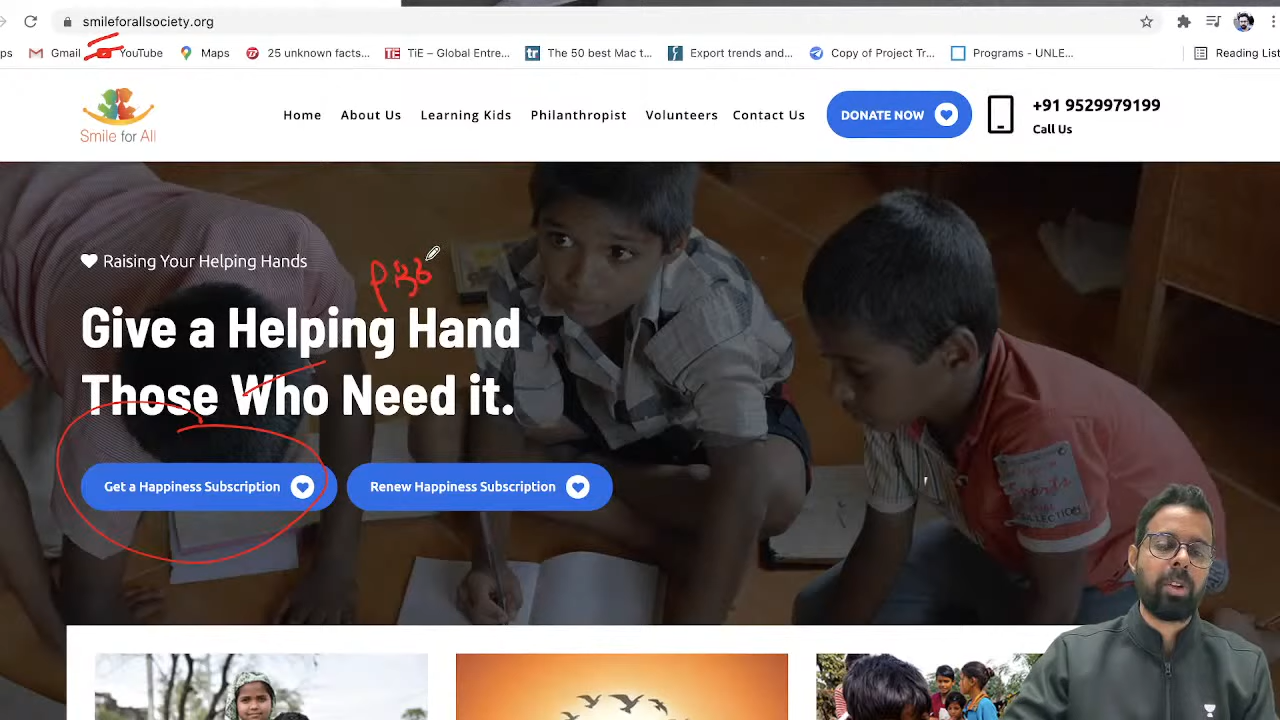 smileforallsociety.org
ps Gmail YouTube Maps 25 unknown facts... TiE – Global Entre... The 50 best Mac t... Export trends and... Copy of Project Tr... Programs - UNLE... Reading List
Smile for All
Home About Us Learning Kids Philanthropist Volunteers Contact Us DONATE NOW +91 9529979199
Call Us
Raising Your Helping Hands
Give a Helping Hand
Those Who Need it.
Get a Happiness Subscription Renew Happiness Subscription